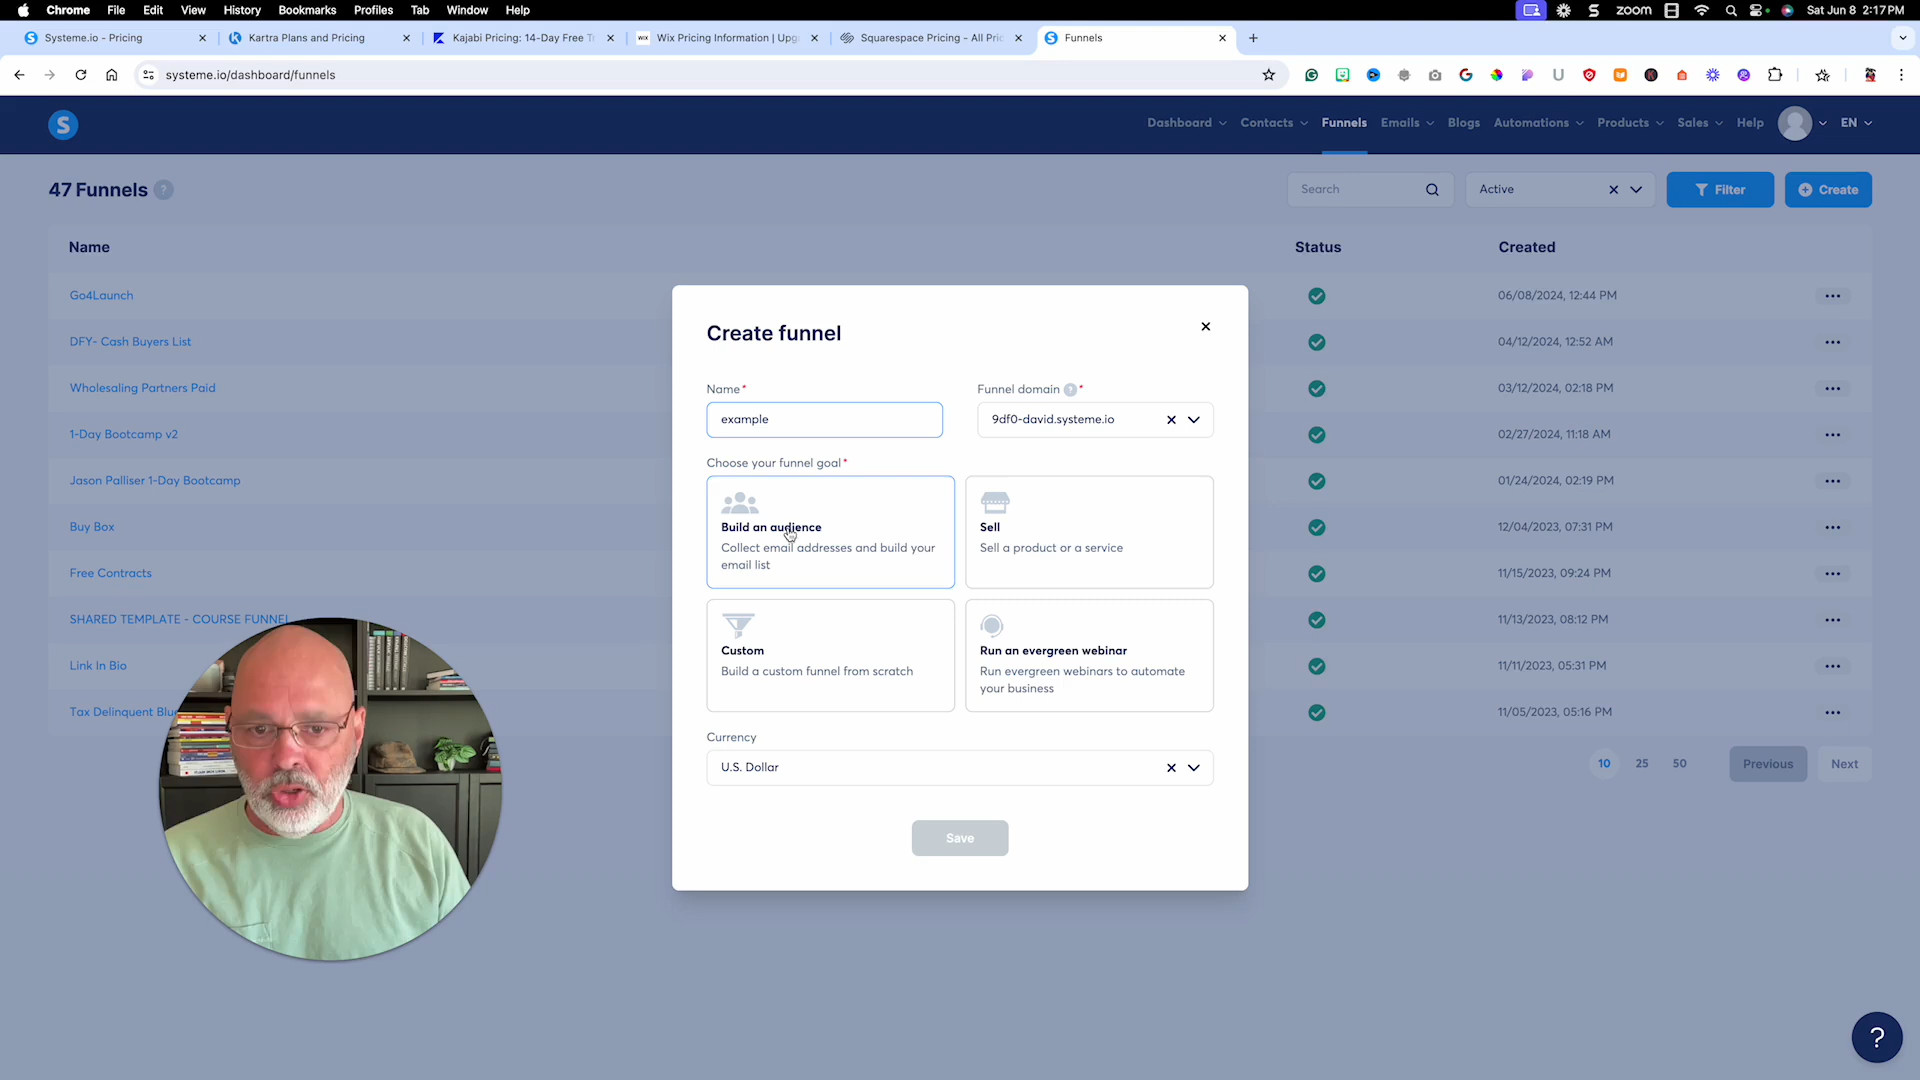 Chrome File Edit View History Bookmarks Profiles Tab Window Help
zoom Sat Jun 8 2:17 PM
Systeme.io - Pricing
Kartra Plans and Pricing
Kajabi Pricing: 14-Day Free T
WIX Wix Pricing Information | Upg
Squarespace Pricing – All Pric
Funnels
systeme.io/dashboard/funnels
S
Dashboard Contacts Funnels Emails Blogs Automations Products Sales Help EN
47 Funnels ?
Search
Active
Filter
Create
Name Status Created
Go4Launch 06/08/2024, 12:44 PM
DFY- Cash Buyers List 04/12/2024, 12:52 AM
Wholesaling Partners Paid 03/12/2024, 02:18 PM
1-Day Bootcamp v2 02/27/2024, 11:18 AM
Jason Palliser 1-Day Bootcamp 01/24/2024, 02:19 PM
Buy Box 12/04/2023, 07:31 PM
Free Contracts 11/15/2023, 09:24 PM
SHARED TEMPLATE - COURSE FUNNEL 11/13/2023, 08:12 PM
Link In Bio 11/11/2023, 05:31 PM
Tax Delinquent Blu 11/05/2023, 05:16 PM
10 25 50 Previous Next
Create funnel
Name* Funnel domain ? *
example 9df0-david.systeme.io
Choose your funnel goal*
Build an audience
Collect email addresses and build your
email list
Sell
Sell a product or a service
Custom
Build a custom funnel from scratch
Run an evergreen webinar
Run evergreen webinars to automate
your business
Currency
U.S. Dollar
Save
?